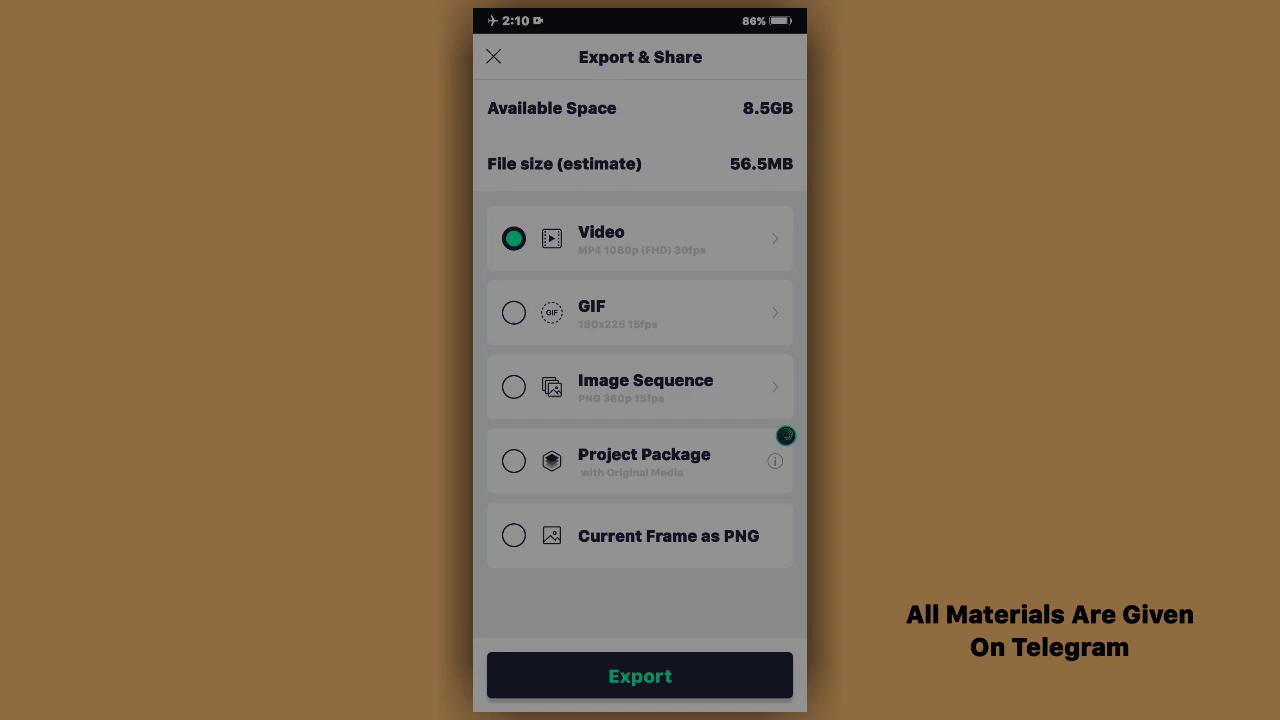 2:10
86%
Export & Share
Available Space 8.5GB
File size (estimate) 56.5MB
Video
MP4 1080p (FHD) 30fps
GIF
GIF
180x225 15fps
Image Sequence
PNG 360p 15fps
Project Package
with Original Media
Current Frame as PNG
Export
All Materials Are Given
On Telegram